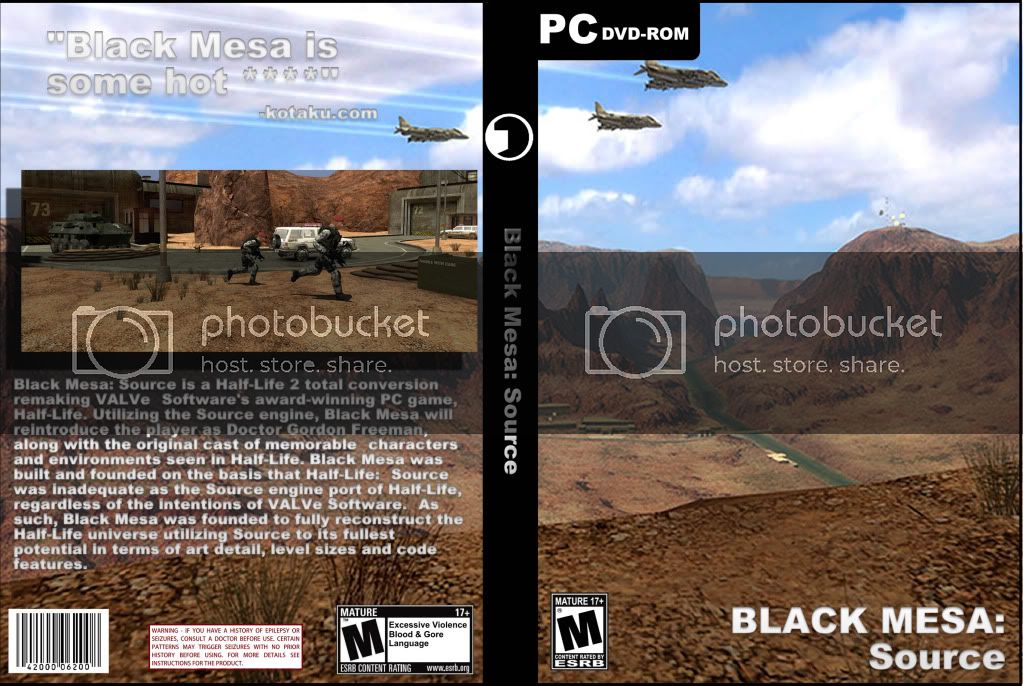 "Black Mesa is
some hot ****"
-kotaku.com
73
photobucket
host. store. share.
Black Mesa: Source is a Half-Life 2 total conversion
remaking VALVe Software's award-winning PC game,
Half-Life. Utilizing the Source engine, Black Mesa will
reintroduce the player as Doctor Gordon Freeman,
along with the original cast of memorable characters
and environments seen in Half-Life. Black Mesa was
built and founded on the basis that Half-Life: Source
was inadequate as the Source engine port of Half-Life,
regardless of the intentions of VALVe Software. As
such, Black Mesa was founded to fully reconstruct the
Half-Life universe utilizing Source to its fullest
potential in terms of art detail, level sizes and code
features.
42000 06200
WARNING - IF YOU HAVE A HISTORY OF EPILEPSY OR
SEIZURES, CONSULT A DOCTOR BEFORE USE. CERTAIN
PATTERNS MAY TRIGGER SEIZURES WITH NO PRIOR
HISTORY BEFORE USING. FOR MORE DETAILS SEE
INSTRUCTIONS FOR THE PRODUCT.
MATURE 17+
M
Excessive Violence
Blood & Gore
Language
ESRB CONTENT RATING www.esrb.org
Black Mesa: Source
PC DVD-ROM
photobucket
host. store. share.
MATURE 17+
M
CONTENT RATED BY
ESRB
BLACK MESA:
Source